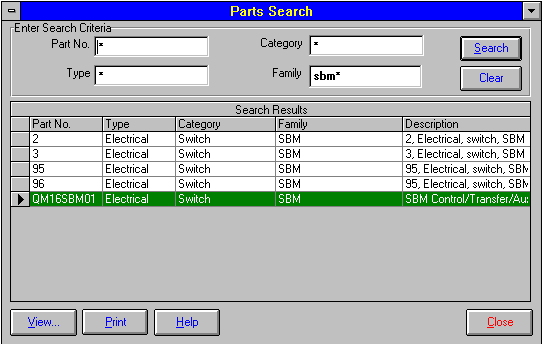 Parts Search
Enter Search Criteria
Part No. * Category * Search
Type * Family sbm* Clear
Search Results
Part No. Type Category Family Description
2 Electrical Switch SBM 2, Electrical, switch, SBM
3 Electrical Switch SBM 3, Electrical, switch, SBM
95 Electrical Switch SBM 95, Electrical, switch, SBM
96 Electrical Switch SBM 95, Electrical, switch, SBM
QM16SBM01 Electrical Switch SBM SBM Control/Transfer/Aux
View... Print Help Close